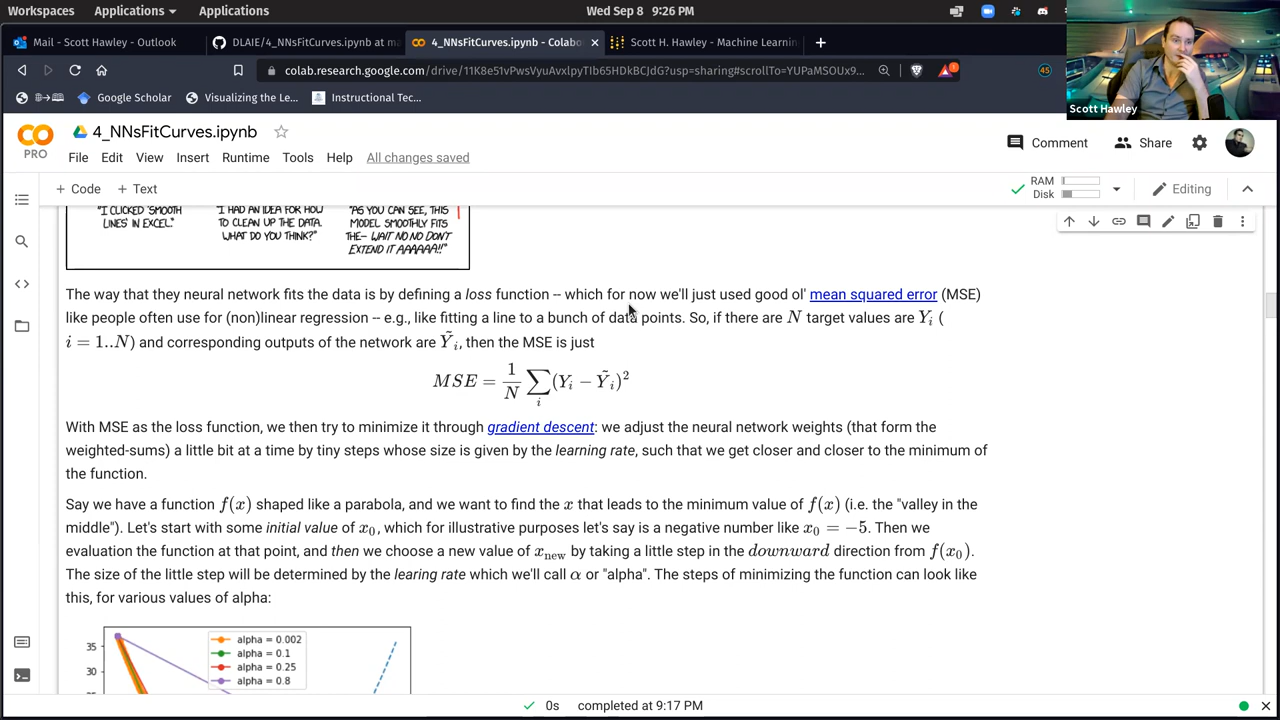 Workspaces Applications Applications Wed Sep 8 9:26 PM
Mail - Scott Hawley - Outlook DLAIE/4_NNsFitCurves.ipynb at ma 4_NNsFitCurves.ipynb - Colabo Scott H. Hawley - Machine Learnin
colab.research.google.com/drive/11K8e51YrwsVyuAvxlpyTIb65HDkBCJdG?usp=sharing#scrollTo=YUPaMSOUx9... 1 45
Google Scholar Visualizing the Le... Instructional Tec...
Scott Hawley
CO PRO 4_NNsFitCurves.ipynb Comment Share
File Edit View Insert Runtime Tools Help All changes saved
+ Code + Text RAM Disk Editing
"I CLICKED 'SMOOTH LINES' IN EXCEL."
"I HAD AN IDEA FOR HOW TO CLEAN UP THE DATA. WHAT DO YOU THINK?"
"AS YOU CAN SEE, THIS MODEL SMOOTHLY FITS THE- WAIT NO NO DON'T EXTEND IT AAAAAA!!"
The way that they neural network fits the data is by defining a loss function -- which for now we'll just used good ol' mean squared error (MSE)
like people often use for (non)linear regression -- e.g., like fitting a line to a bunch of data points. So, if there are N target values are Yᵢ (
i = 1..N) and corresponding outputs of the network are Ỹᵢ, then the MSE is just
MSE = 1/N ∑ᵢ (Yᵢ − Ỹᵢ)²
With MSE as the loss function, we then try to minimize it through gradient descent: we adjust the neural network weights (that form the
weighted-sums) a little bit at a time by tiny steps whose size is given by the learning rate, such that we get closer and closer to the minimum of
the function.
Say we have a function f(x) shaped like a parabola, and we want to find the x that leads to the minimum value of f(x) (i.e. the "valley in the
middle"). Let's start with some initial value of x₀, which for illustrative purposes let's say is a negative number like x₀ = −5. Then we
evaluation the function at that point, and then we choose a new value of x_new by taking a little step in the downward direction from f(x₀).
The size of the little step will be determined by the learing rate which we'll call α or "alpha". The steps of minimizing the function can look like
this, for various values of alpha:
35
30
alpha = 0.002
alpha = 0.1
alpha = 0.25
alpha = 0.8
0s completed at 9:17 PM